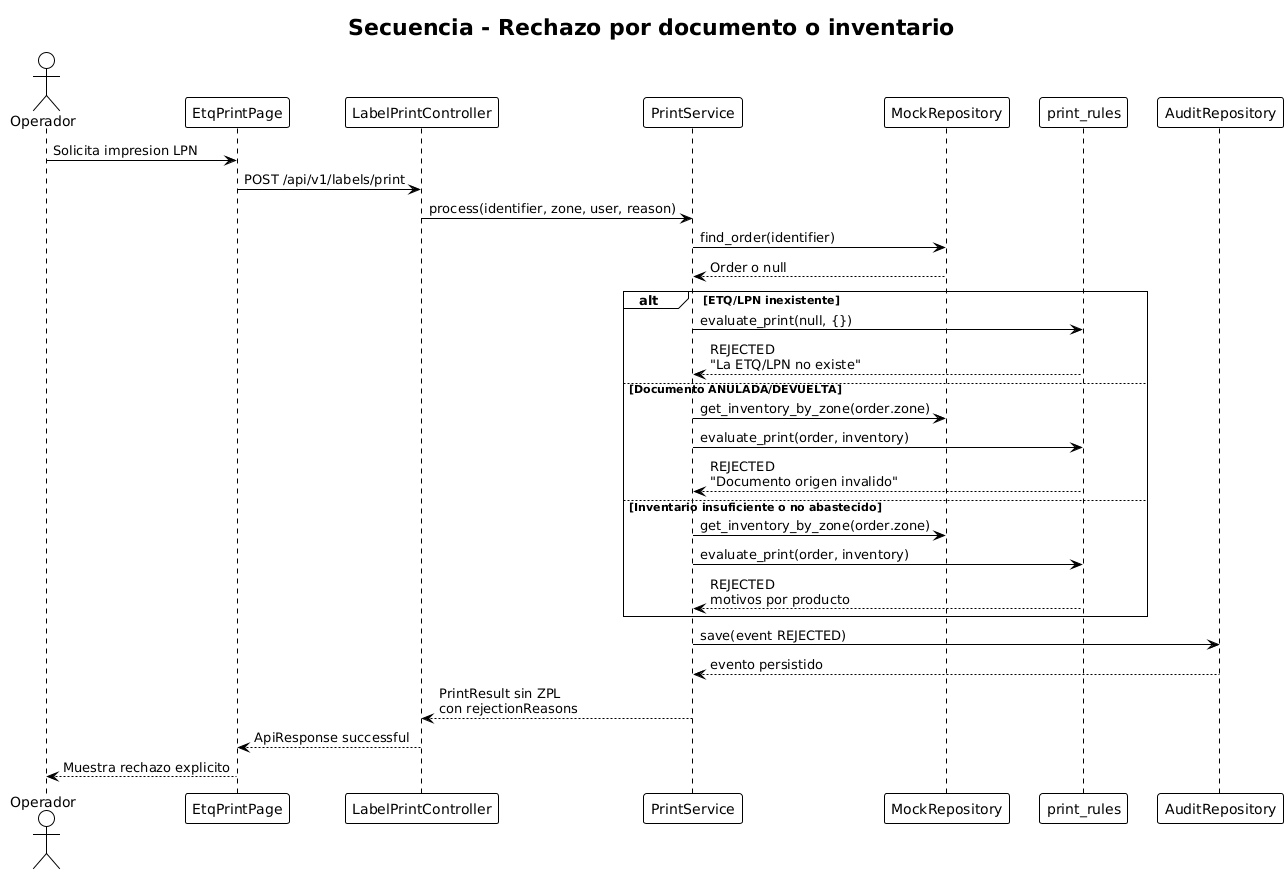 Secuencia - Rechazo por documento o inventario
Operador
EtqPrintPage
LabelPrintController
PrintService
MockRepository
print_rules
AuditRepository
Solicita impresion LPN
POST /api/v1/labels/print
process(identifier, zone, user, reason)
find_order(identifier)
Order o null
alt
[ETQ/LPN inexistente]
evaluate_print(null, {})
REJECTED
"La ETQ/LPN no existe"
[Documento ANULADA/DEVUELTA]
get_inventory_by_zone(order.zone)
evaluate_print(order, inventory)
REJECTED
"Documento origen invalido"
[Inventario insuficiente o no abastecido]
get_inventory_by_zone(order.zone)
evaluate_print(order, inventory)
REJECTED
motivos por producto
save(event REJECTED)
evento persistido
PrintResult sin ZPL
con rejectionReasons
ApiResponse successful
Muestra rechazo explicito
Operador
EtqPrintPage
LabelPrintController
PrintService
MockRepository
print_rules
AuditRepository